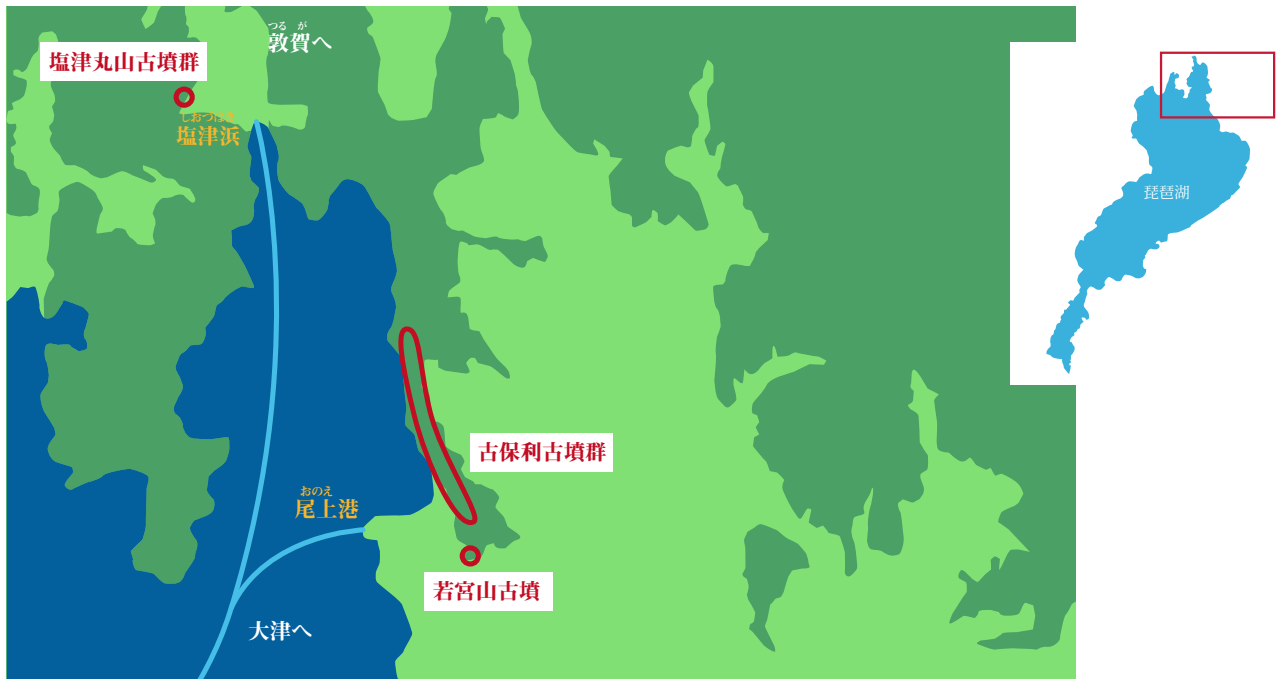 つるが
敦賀へ
塩津丸山古墳群
しおつはま
塩津浜
琵琶湖
古保利古墳群
おのえ
尾上港
若宮山古墳
大津へ